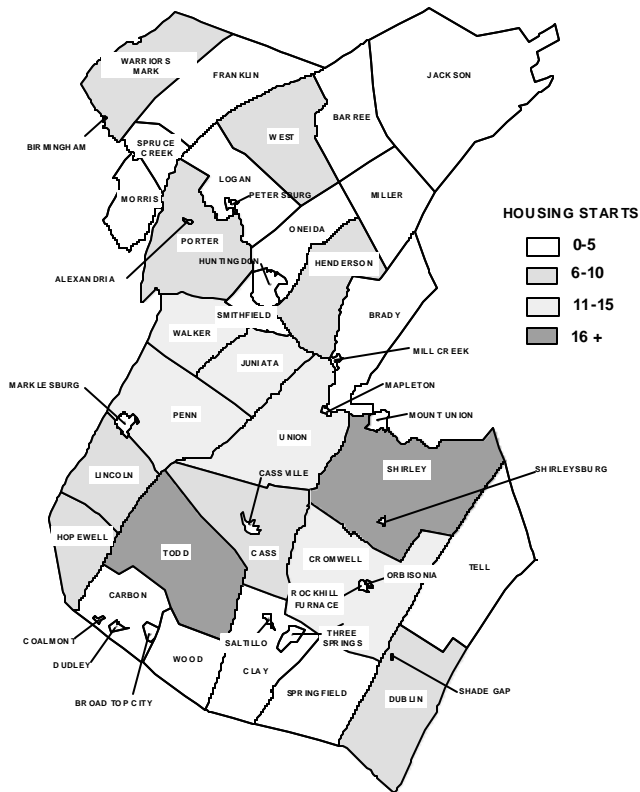 WARRIORS
MARK
FRANKLIN
JACKSON
BIRMINGHAM
SPRUCE
CREEK
WEST
BARREE
MORRIS
LOGAN
PETERSBURG
MILLER
PORTER
ONEIDA
HOUSING STARTS
0-5
6-10
11-15
16 +
ALEXANDRIA
HUNTINGDON
HENDERSON
SMITHFIELD
BRADY
WALKER
JUNIATA
MILL CREEK
MARKLESBURG
MAPLETON
PENN
MOUNT UNION
UNION
LINCOLN
CASSVILLE
SHIRLEY
SHIRLEYSBURG
HOPEWELL
TODD
CASS
CROMWELL
TELL
ORBISONIA
CARBON
ROCKHILL
FURNACE
COALMONT
SALTILLO
THREE
SPRINGS
DUDLEY
WOOD
CLAY
BROAD TOP CITY
SPRINGFIELD
DUBLIN
SHADE GAP